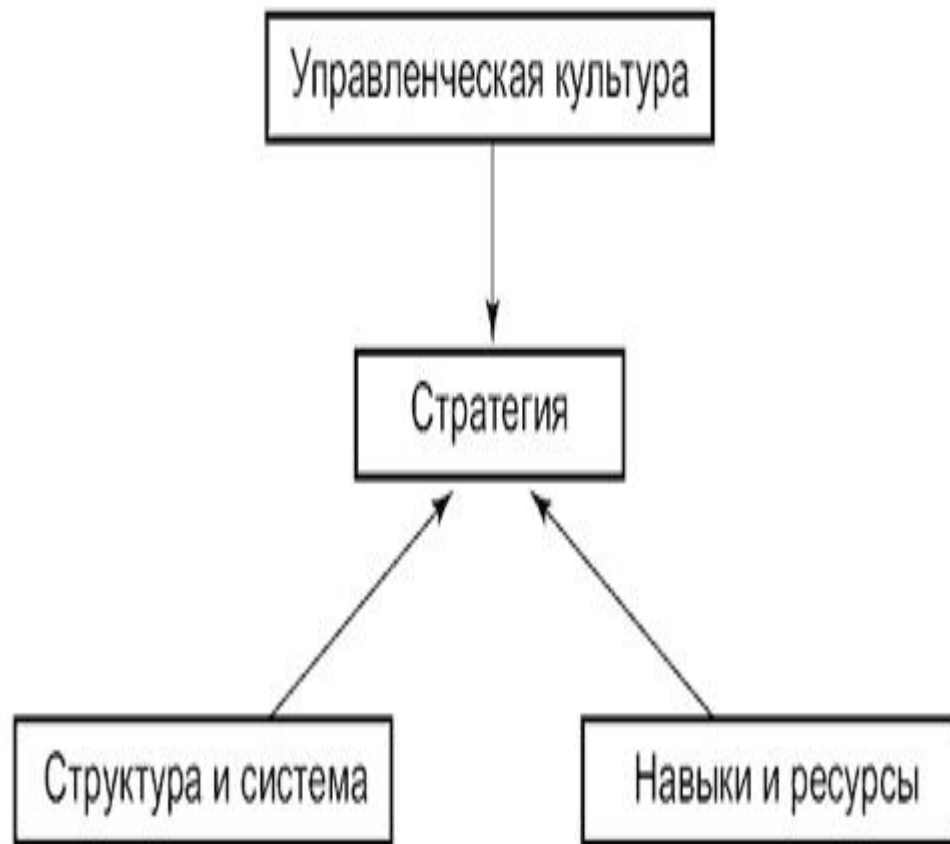 Управленческая культура
Стратегия
Структура и система
Навыки и ресурсы